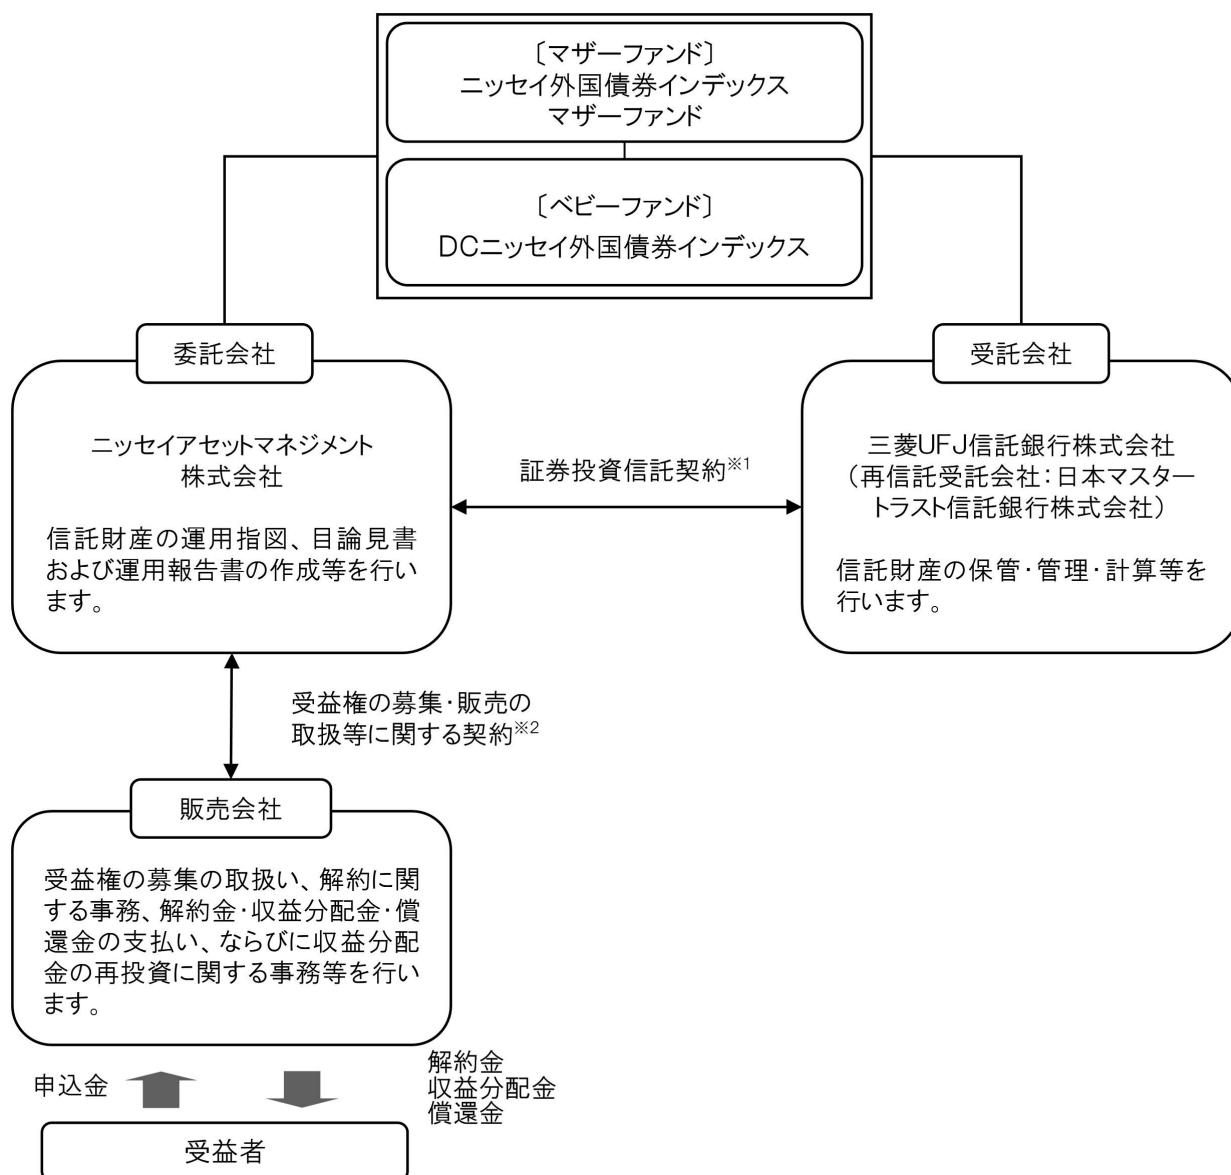 〔マザーファンド〕
ニッセイ外国債券インデックス
マザーファンド
〔ベビーファンド〕
DCニッセイ外国債券インデックス
委託会社
ニッセイアセットマネジメント
株式会社
信託財産の運用指図、目論見書
および運用報告書の作成等を行い
ます。
証券投資信託契約※1
受託会社
三菱UFJ信託銀行株式会社
（再信託受託会社：日本マスター
トラスト信託銀行株式会社）
信託財産の保管・管理・計算等を
行います。
受益権の募集・販売の
取扱等に関する契約※2
販売会社
受益権の募集の取扱い、解約に関
する事務、解約金・収益分配金・償
還金の支払い、ならびに収益分配
金の再投資に関する事務等を行い
ます。
申込金
解約金
収益分配金
償還金
受益者